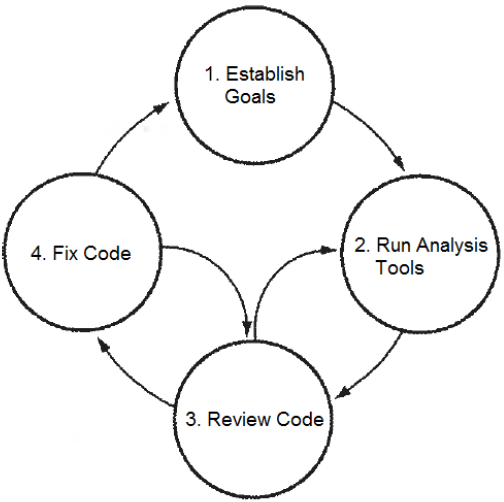 1. Establish
Goals
2. Run Analysis
Tools
3. Review Code
4. Fix Code